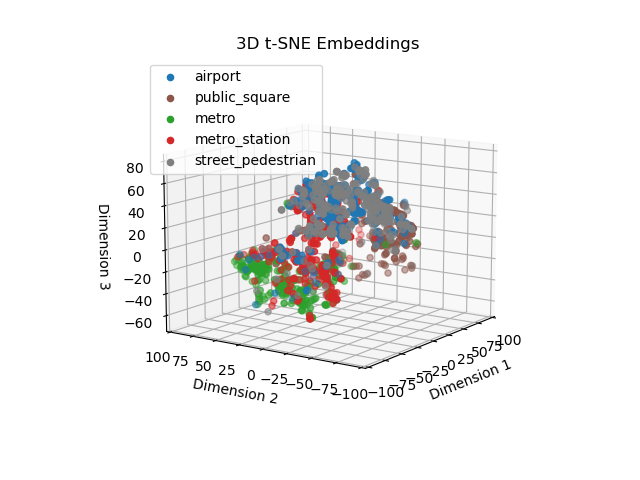 3D t-SNE Embeddings
airport
public_square
metro
metro_station
street_pedestrian
80
60
40
20
0
−20
−40
−60
Dimension 3
100 75 50 25 0 −25 −50 −75 −100
Dimension 2
−100 −75 −50 −25 0 25 50 75 100
Dimension 1